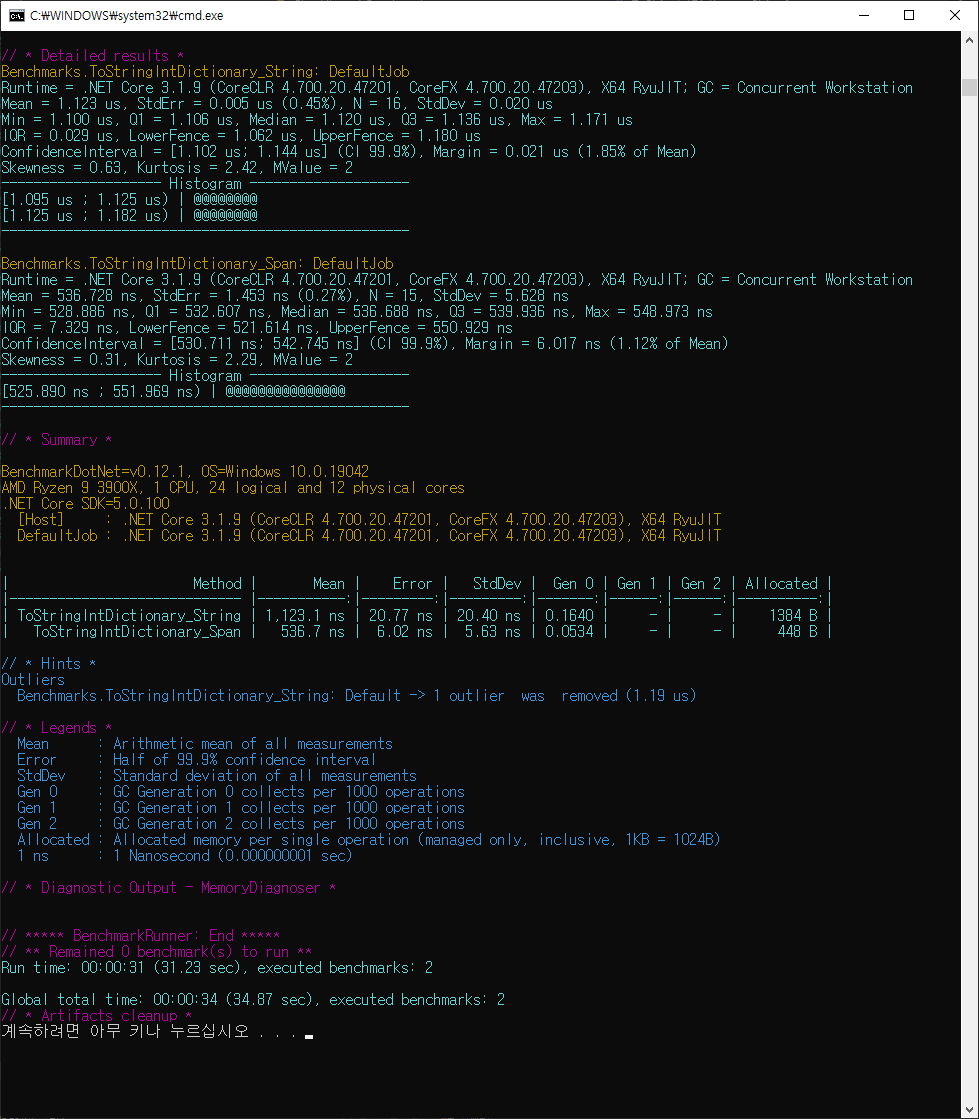 C:₩WINDOWS₩system32₩cmd.exe
// * Detailed results *
Benchmarks.ToStringIntDictionary_String: DefaultJob
Runtime = .NET Core 3.1.9 (CoreCLR 4.700.20.47201, CoreFX 4.700.20.47203), X64 RyuJIT; GC = Concurrent Workstation
Mean = 1.123 us, StdErr = 0.005 us (0.45%), N = 16, StdDev = 0.020 us
Min = 1.100 us, Q1 = 1.106 us, Median = 1.120 us, Q3 = 1.136 us, Max = 1.171 us
IQR = 0.029 us, LowerFence = 1.062 us, UpperFence = 1.180 us
ConfidenceInterval = [1.102 us; 1.144 us] (CI 99.9%), Margin = 0.021 us (1.85% of Mean)
Skewness = 0.63, Kurtosis = 2.42, MValue = 2
-------------------- Histogram --------------------
[1.095 us ; 1.125 us) | @@@@@@@@
[1.125 us ; 1.182 us) | @@@@@@@@
---------------------------------------------------
Benchmarks.ToStringIntDictionary_Span: DefaultJob
Runtime = .NET Core 3.1.9 (CoreCLR 4.700.20.47201, CoreFX 4.700.20.47203), X64 RyuJIT; GC = Concurrent Workstation
Mean = 536.728 ns, StdErr = 1.453 ns (0.27%), N = 15, StdDev = 5.628 ns
Min = 528.886 ns, Q1 = 532.607 ns, Median = 536.688 ns, Q3 = 539.936 ns, Max = 548.973 ns
IQR = 7.329 ns, LowerFence = 521.614 ns, UpperFence = 550.929 ns
ConfidenceInterval = [530.711 ns; 542.745 ns] (CI 99.9%), Margin = 6.017 ns (1.12% of Mean)
Skewness = 0.31, Kurtosis = 2.29, MValue = 2
-------------------- Histogram --------------------
[525.890 ns ; 551.969 ns) | @@@@@@@@@@@@@@@
---------------------------------------------------
// * Summary *
BenchmarkDotNet=v0.12.1, OS=Windows 10.0.19042
AMD Ryzen 9 3900X, 1 CPU, 24 logical and 12 physical cores
.NET Core SDK=5.0.100
  [Host]     : .NET Core 3.1.9 (CoreCLR 4.700.20.47201, CoreFX 4.700.20.47203), X64 RyuJIT
  DefaultJob : .NET Core 3.1.9 (CoreCLR 4.700.20.47201, CoreFX 4.700.20.47203), X64 RyuJIT
|                       Method |       Mean |    Error |   StdDev |  Gen 0 | Gen 1 | Gen 2 | Allocated |
|----------------------------- |-----------:|---------:|---------:|-------:|------:|------:|----------:|
| ToStringIntDictionary_String | 1,123.1 ns | 20.77 ns | 20.40 ns | 0.1640 |     - |     - |    1384 B |
|   ToStringIntDictionary_Span |   536.7 ns |  6.02 ns |  5.63 ns | 0.0534 |     - |     - |     448 B |
// * Hints *
Outliers
  Benchmarks.ToStringIntDictionary_String: Default -> 1 outlier  was  removed (1.19 us)
// * Legends *
  Mean      : Arithmetic mean of all measurements
  Error     : Half of 99.9% confidence interval
  StdDev    : Standard deviation of all measurements
  Gen 0     : GC Generation 0 collects per 1000 operations
  Gen 1     : GC Generation 1 collects per 1000 operations
  Gen 2     : GC Generation 2 collects per 1000 operations
  Allocated : Allocated memory per single operation (managed only, inclusive, 1KB = 1024B)
  1 ns      : 1 Nanosecond (0.000000001 sec)
// * Diagnostic Output - MemoryDiagnoser *
// ***** BenchmarkRunner: End *****
// ** Remained 0 benchmark(s) to run **
Run time: 00:00:31 (31.23 sec), executed benchmarks: 2
Global total time: 00:00:34 (34.87 sec), executed benchmarks: 2
// * Artifacts cleanup *
계속하려면 아무 키나 누르십시오 . . .